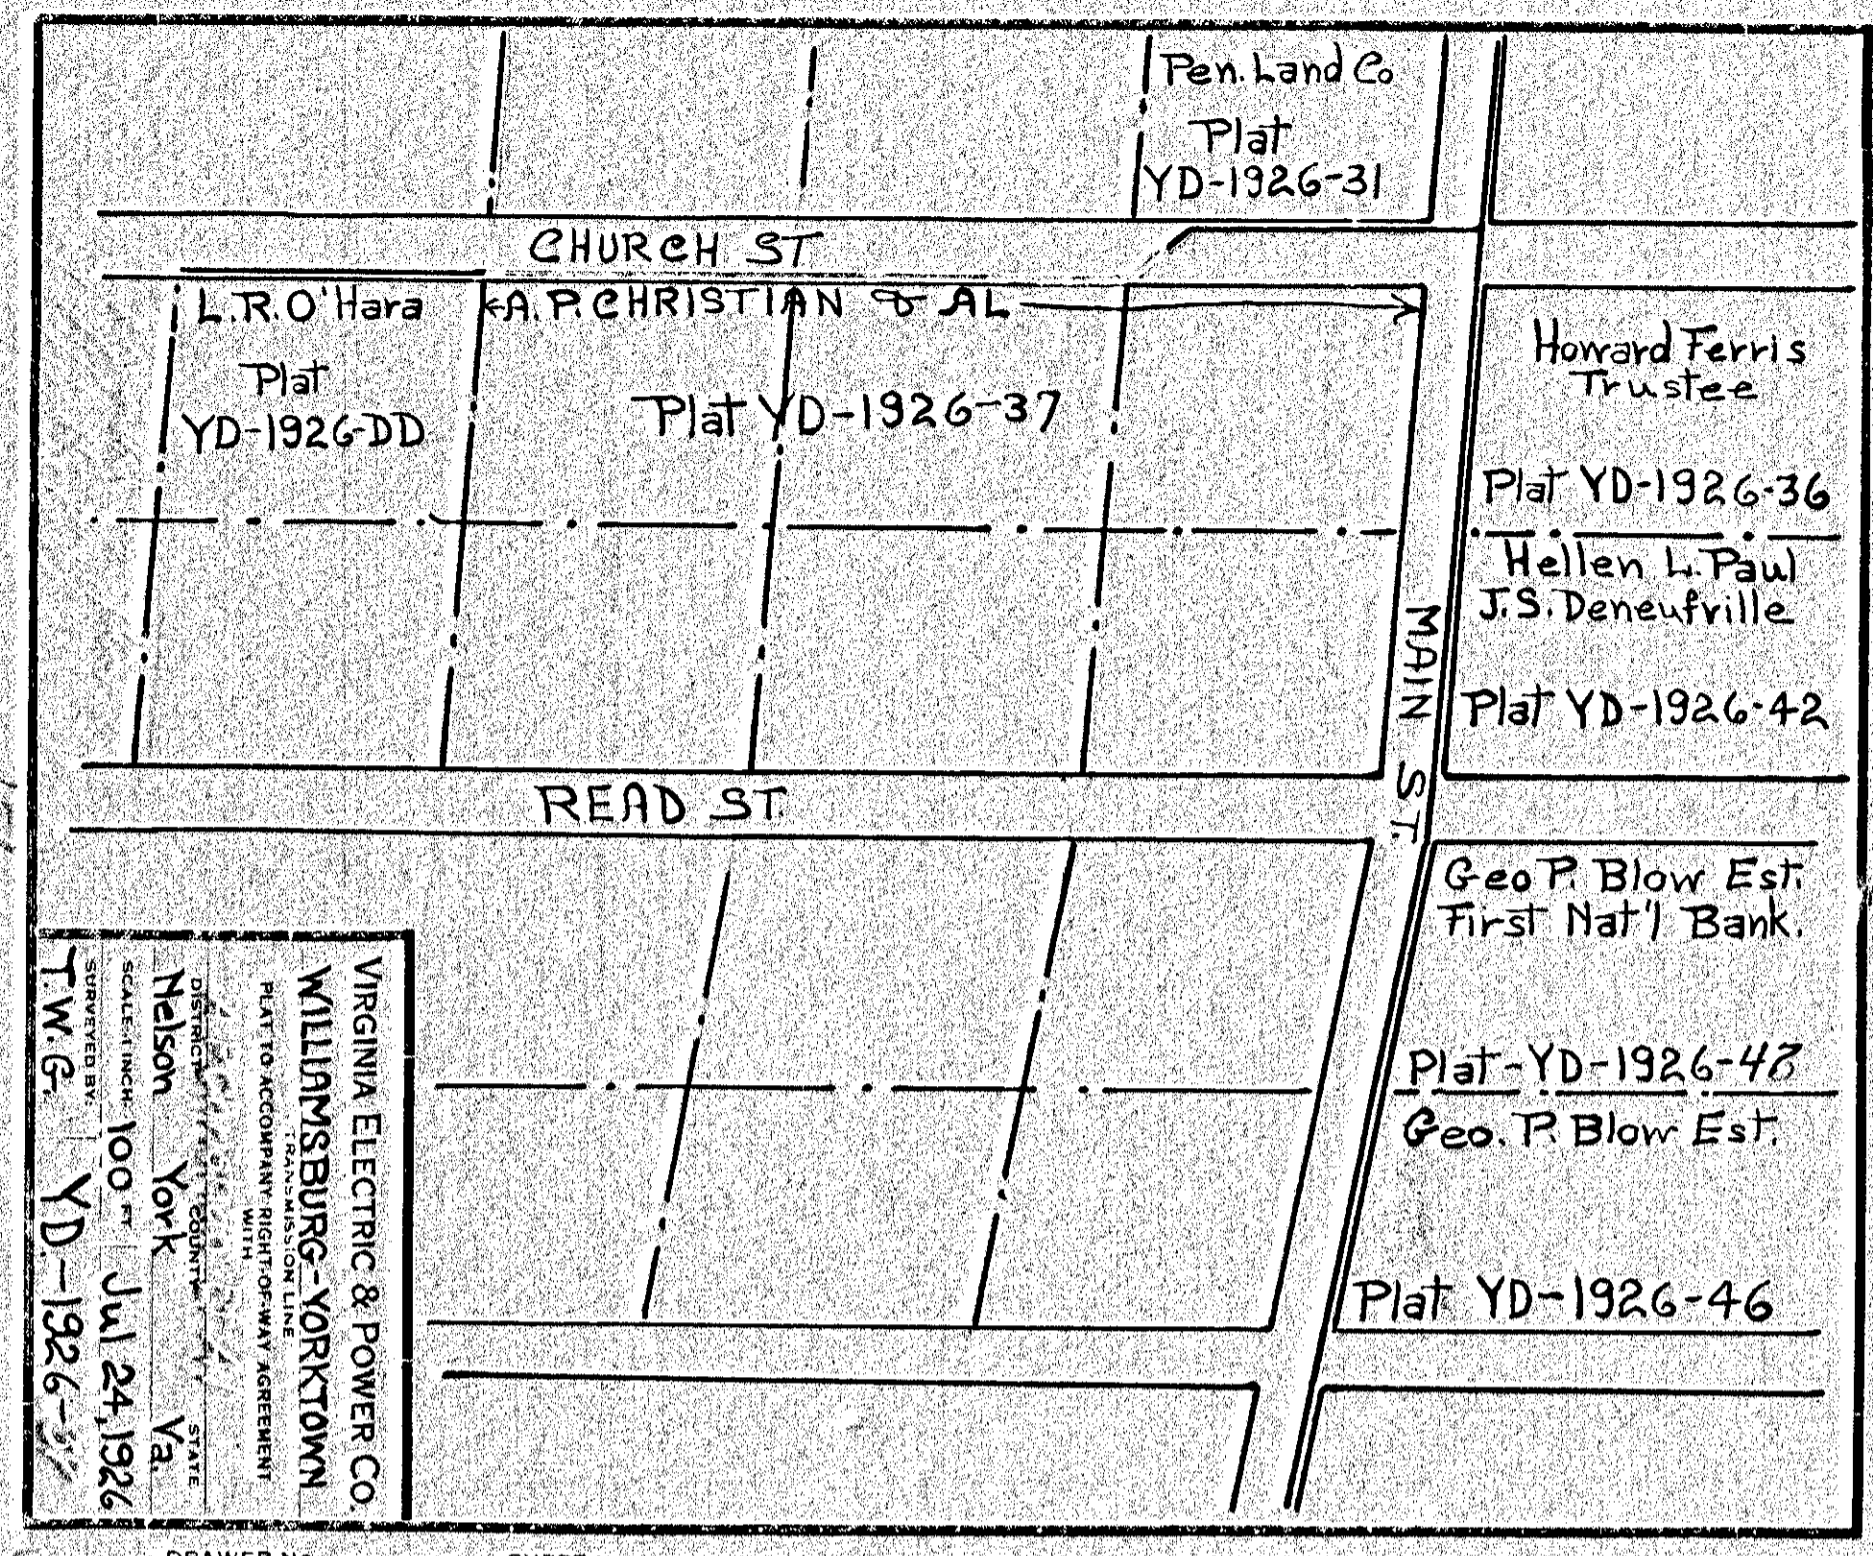 Pen. Land Co
Plat
YD-1926-31
CHURCH ST
L.R. O'Hara
Plat
YD-1926-DD
A.P. CHRISTIAN & AL
Plat YD-1926-37
Howard Ferris
Trustee
Plat YD-1926-36
Hellen L. Paul
J.S. Deneufville
Plat YD-1926-42
MAIN ST.
READ ST.
Geo P. Blow Est.
First Nat'l Bank.
Plat-YD-1926-
Geo. P. Blow Est.
Plat YD-1926-46
VIRGINIA ELECTRIC & POWER CO.
WILLIAMSBURG-YORKTOWN
TRANSMISSION LINE
PLAT TO ACCOMPANY RIGHT-OF-WAY AGREEMENT
WITH
DISTRICT COUNTY STATE
Nelson York Va.
SCALE-1 INCH- 100 FT Jul 24, 1926
SURVEYED BY:
T.W.G. YD-1926-